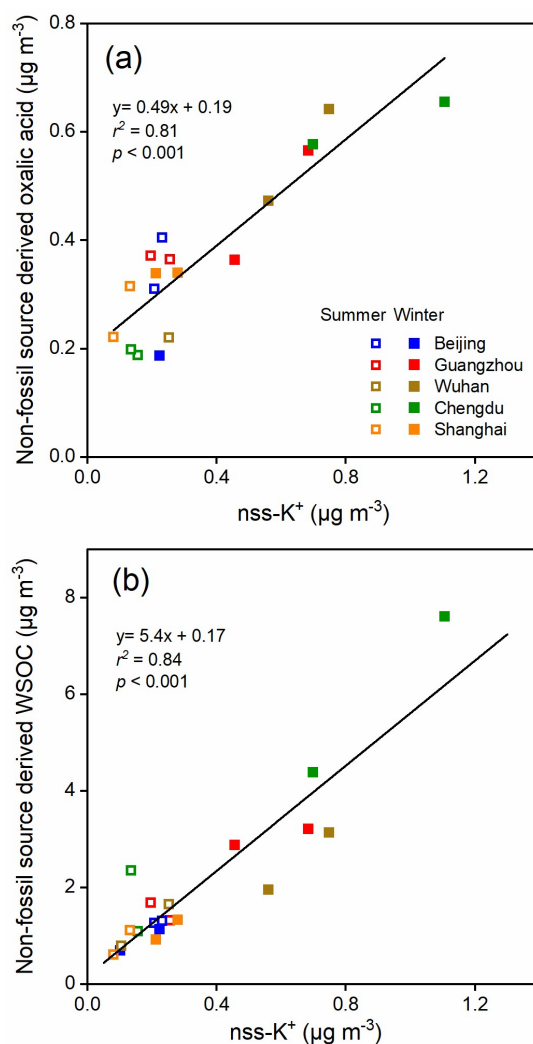 0.8
(a)
y= 0.49x + 0.19
r² = 0.81
p < 0.001
0.6
0.4
0.2
0.0
Non-fossil source derived oxalic acid (µg m⁻³)
Summer Winter
Beijing
Guangzhou
Wuhan
Chengdu
Shanghai
0.0 0.4 0.8 1.2
nss-K⁺ (µg m⁻³)
(b)
8
y= 5.4x + 0.17
r² = 0.84
p < 0.001
6
4
2
0
Non-fossil source derived WSOC (µg m⁻³)
0.0 0.4 0.8 1.2
nss-K⁺ (µg m⁻³)